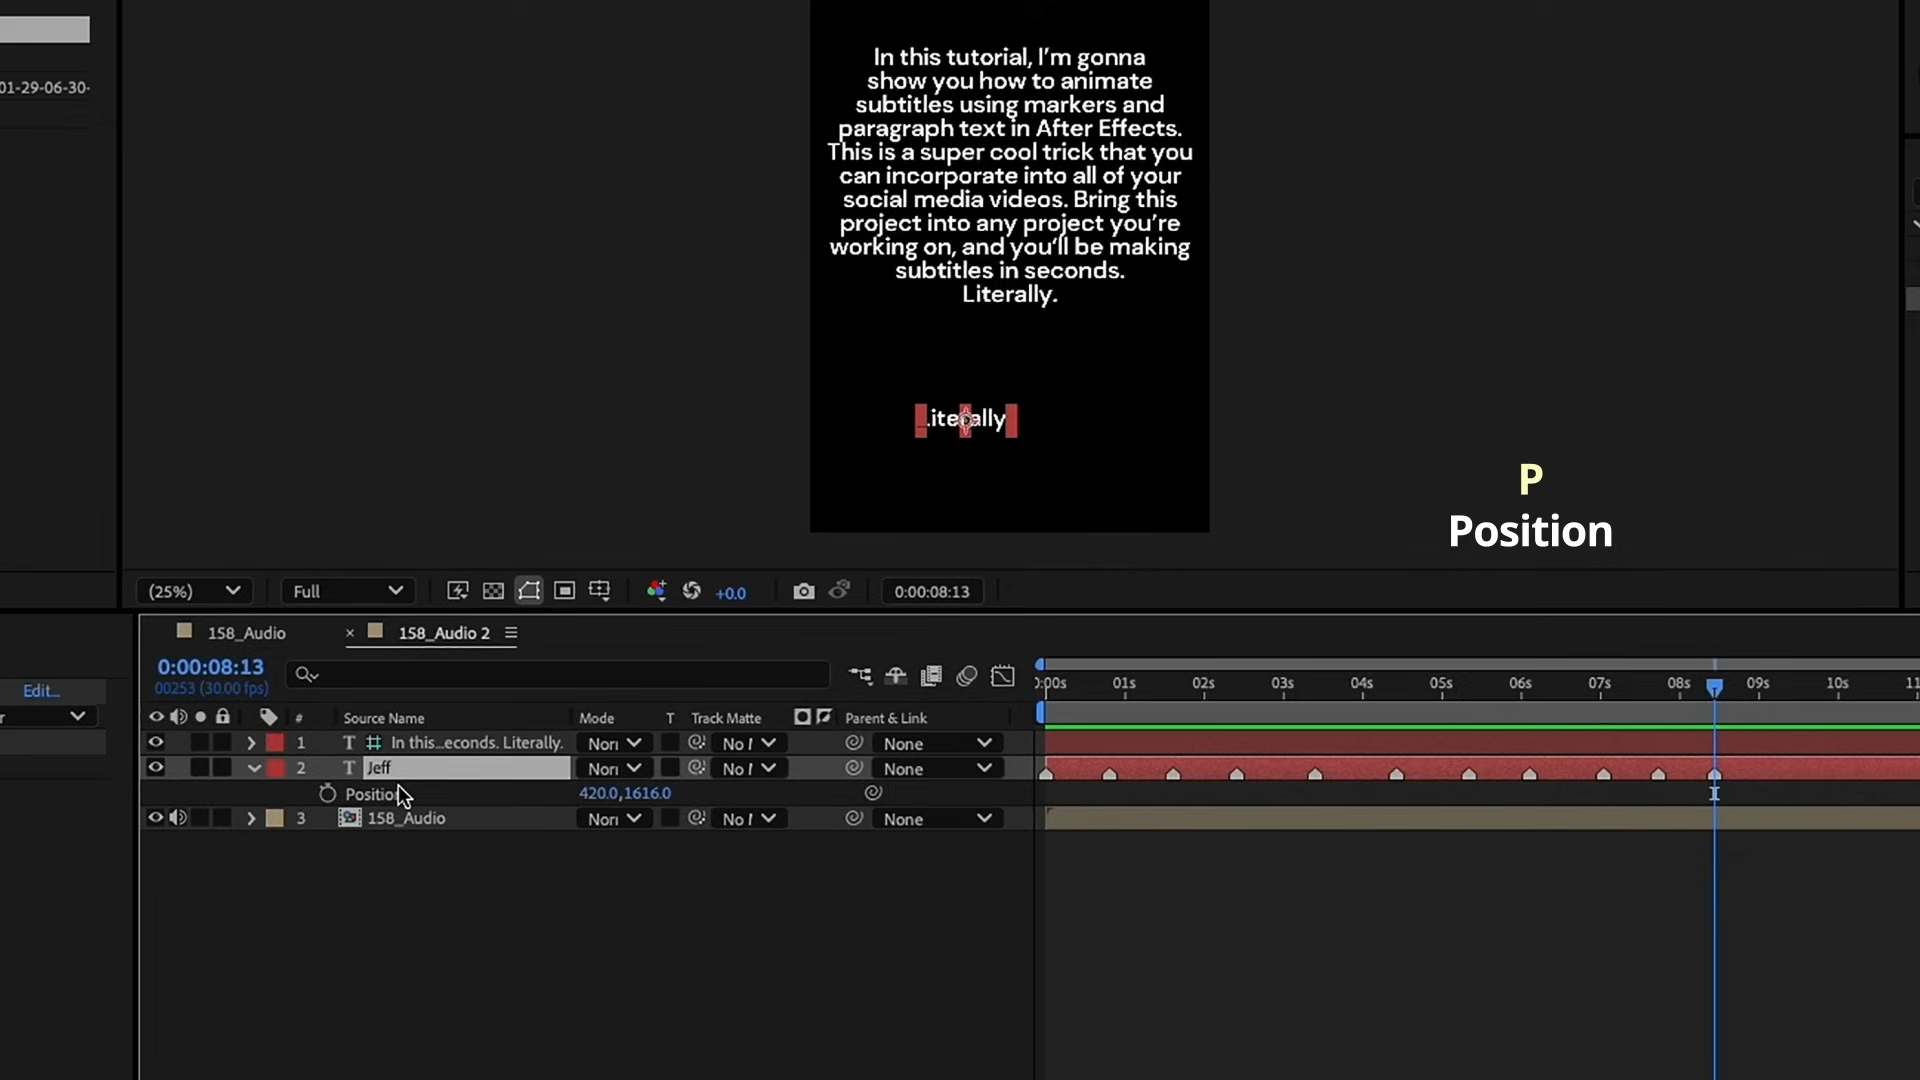 01-29-06-30-
In this tutorial, I'm gonna
show you how to animate
subtitles using markers and
paragraph text in After Effects.
This is a super cool trick that you
can incorporate into all of your
social media videos. Bring this
project into any project you're
working on, and you'll be making
subtitles in seconds.
Literally.
Literally
P
Position
(25%) Full +0.0 0:00:08:13
158_Audio × 158_Audio 2
0:00:08:13
00253 (30.00 fps)
Edit...
r
0:00s 01s 02s 03s 04s 05s 06s 07s 08s 09s 10s 11
# Source Name Mode T Track Matte Parent & Link
1 T In this...econds. Literally. Nor No None
2 T Jeff Nor No None
Position 420.0,1616.0
3 158_Audio Nor No None